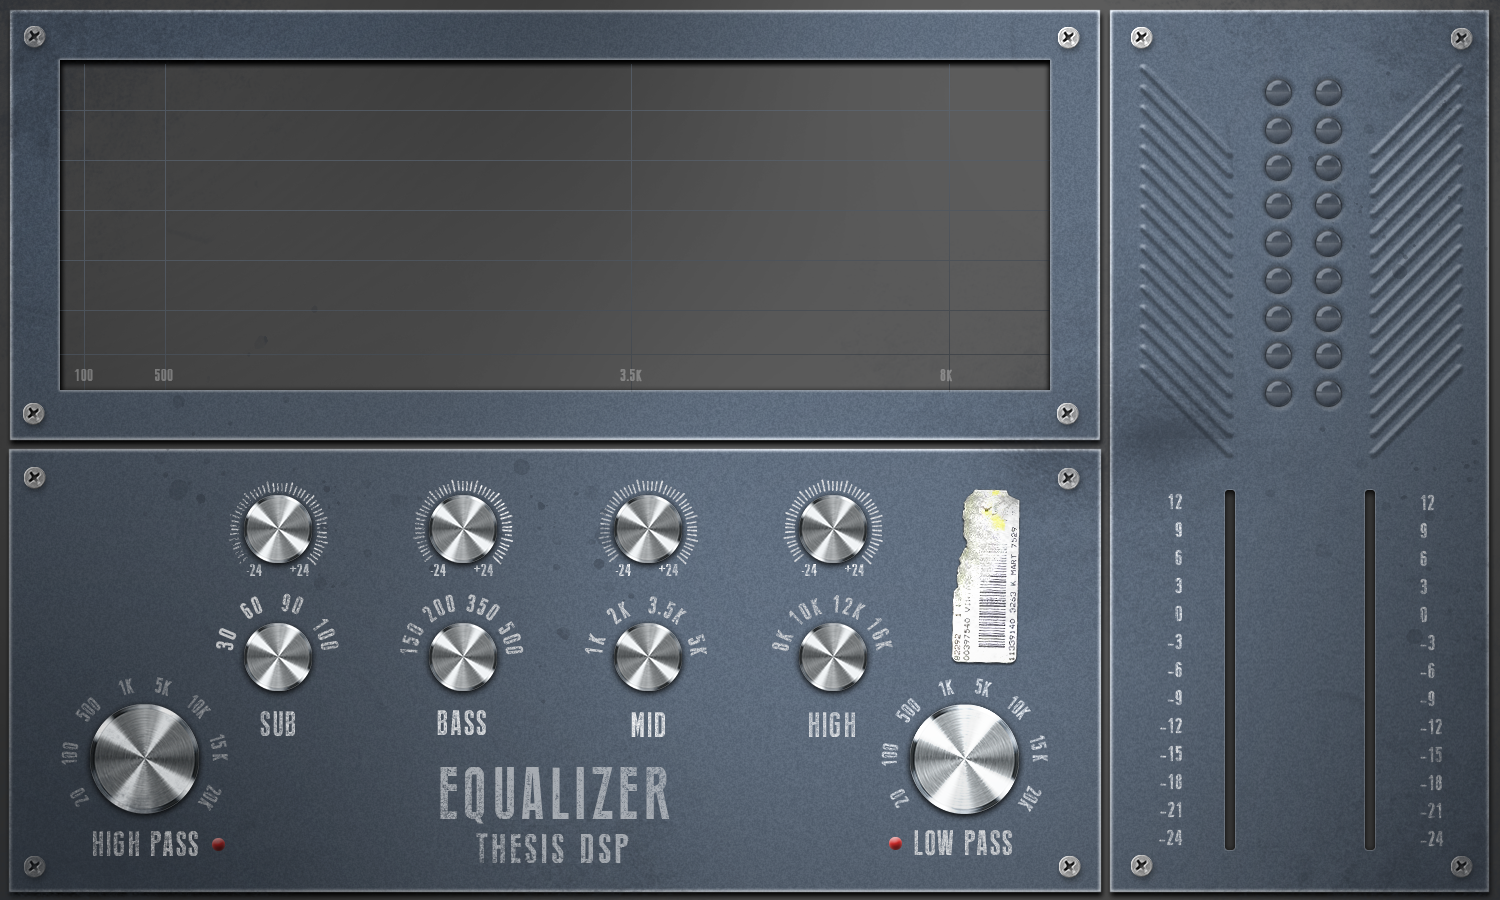 100 500 3.5K 8K
-24 +24 -24 +24 -24 +24 -24 +24
30 60 90 100
150 200 350 500
1K 2K 3.5K 5K
8K 10K 12K 16K
SUB BASS MID HIGH
20 100 500 1K 5K 10K 15K 20K
HIGH PASS
EQUALIZER
THESIS DSP
20 100 500 1K 5K 10K 15K 20K
LOW PASS
11339140 0263 K MART 7529
12 12
9 9
6 6
3 3
0 0
-3 -3
-6 -6
-9 -9
-12 -12
-15 -15
-18 -18
-21 -21
-24 -24